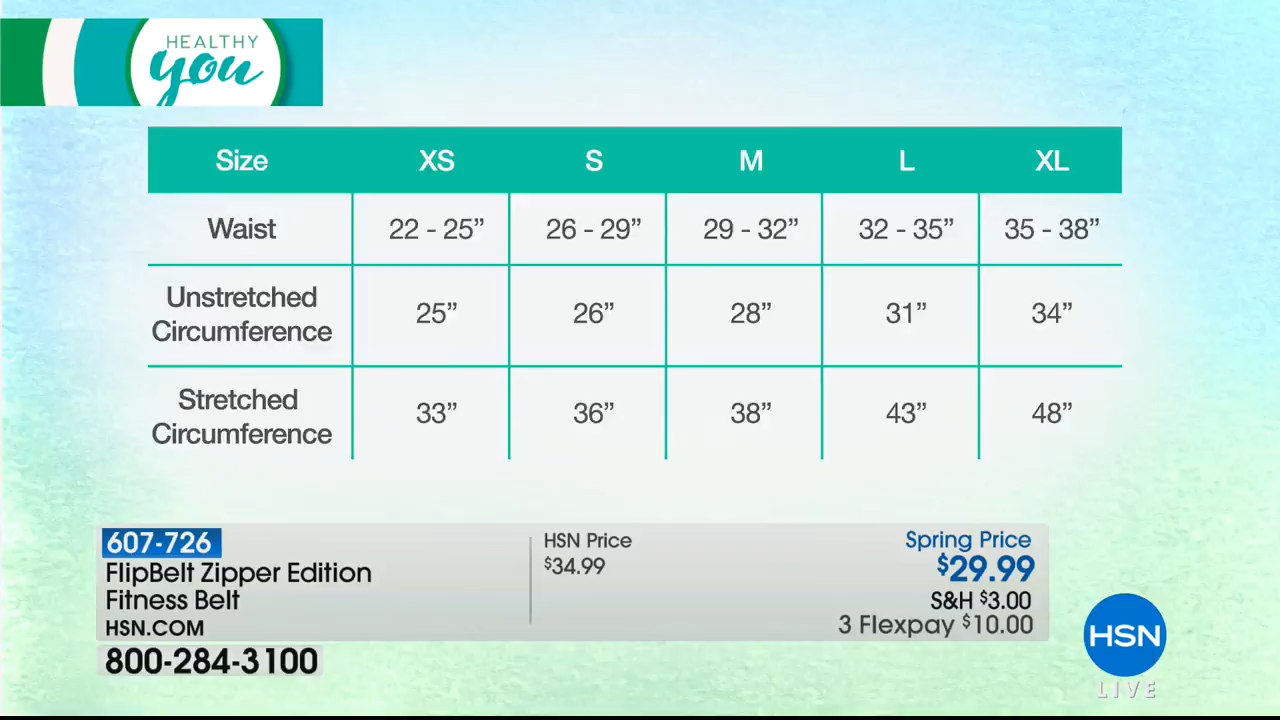 HEALTHY
you
Size XS S M L XL
Waist 22 - 25” 26 - 29” 29 - 32” 32 - 35” 35 - 38”
Unstretched
Circumference 25” 26” 28” 31” 34”
Stretched
Circumference 33” 36” 38” 43” 48”
607-726
FlipBelt Zipper Edition
Fitness Belt
HSN.COM
800-284-3100
HSN Price
$34.99
Spring Price
$29.99
S&H $3.00
3 Flexpay $10.00
HSN
LIVE